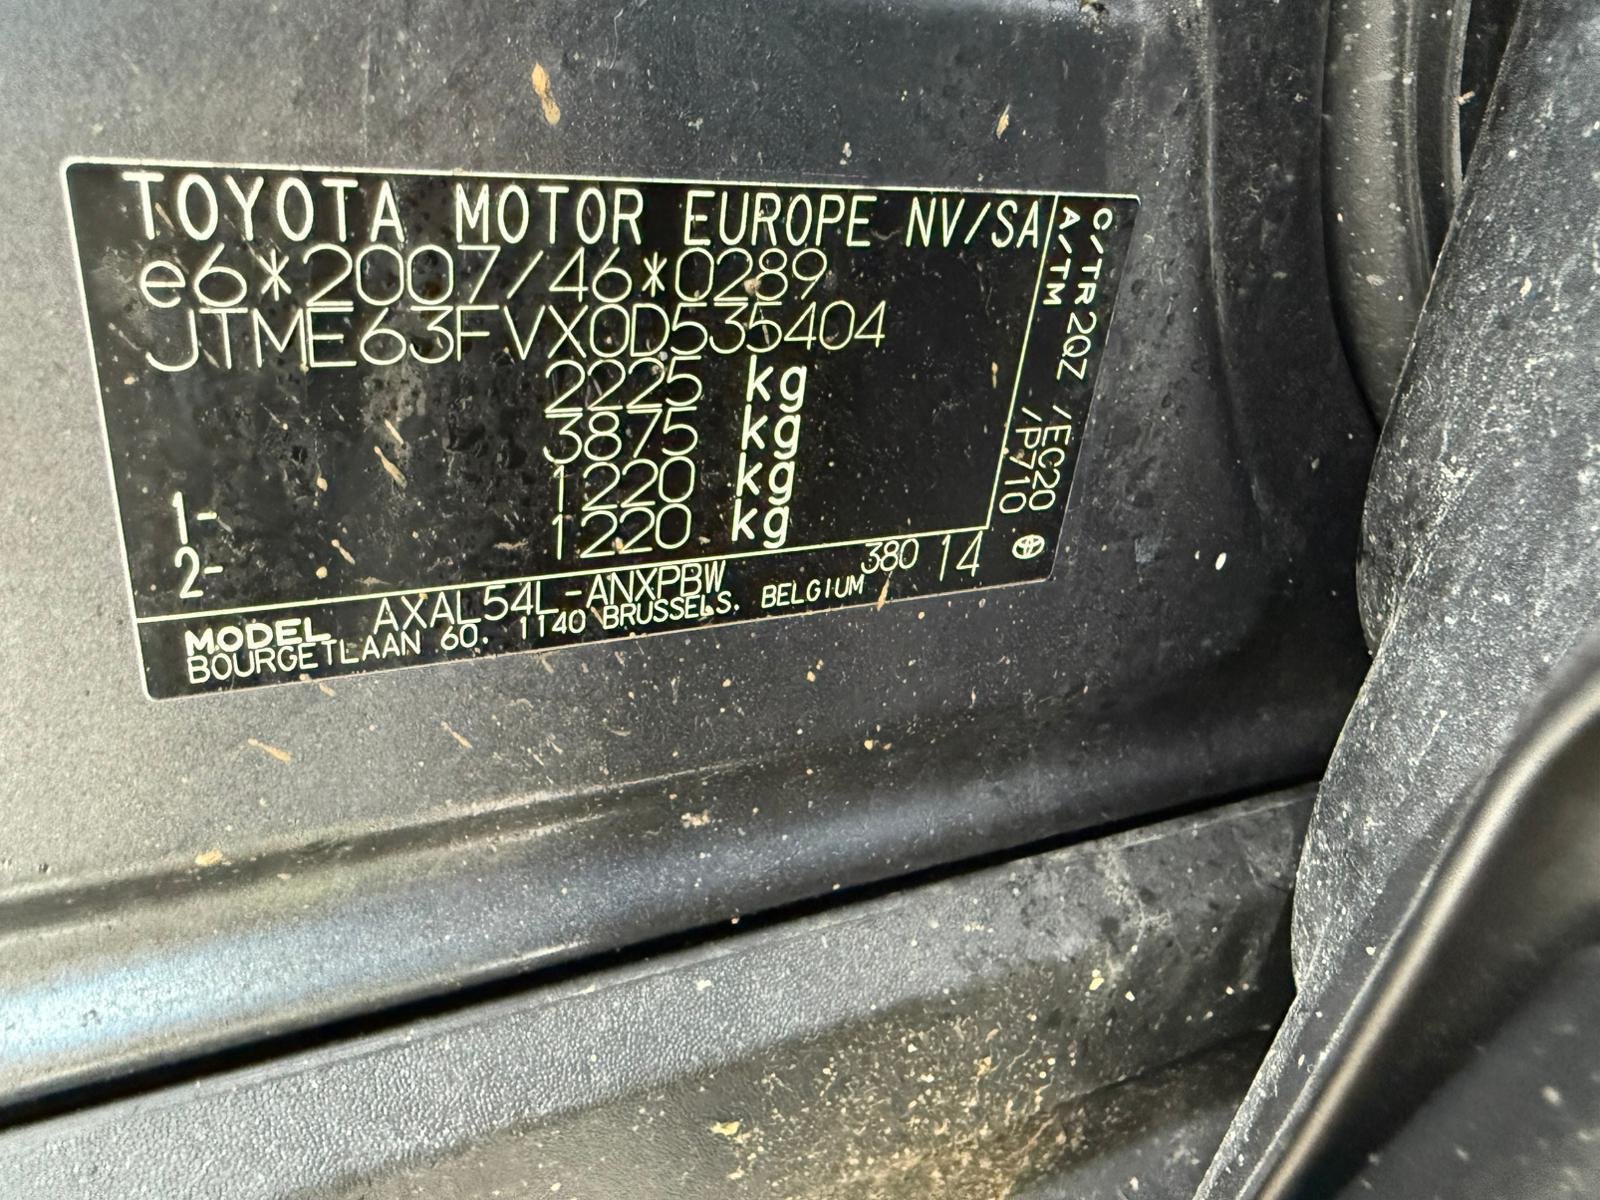 TOYOTA MOTOR EUROPE NV/SA
e6*2007/46*0289
JTME63FVX0D535404
2225 kg
3875 kg
1- 1220 kg
2- 1220 kg
MODEL AXAL54L-ANXPBW
BOURGETLAAN 60, 1140 BRUSSELS, BELGIUM
380 14
C/TR 2QZ /EC20
A/TM /P710